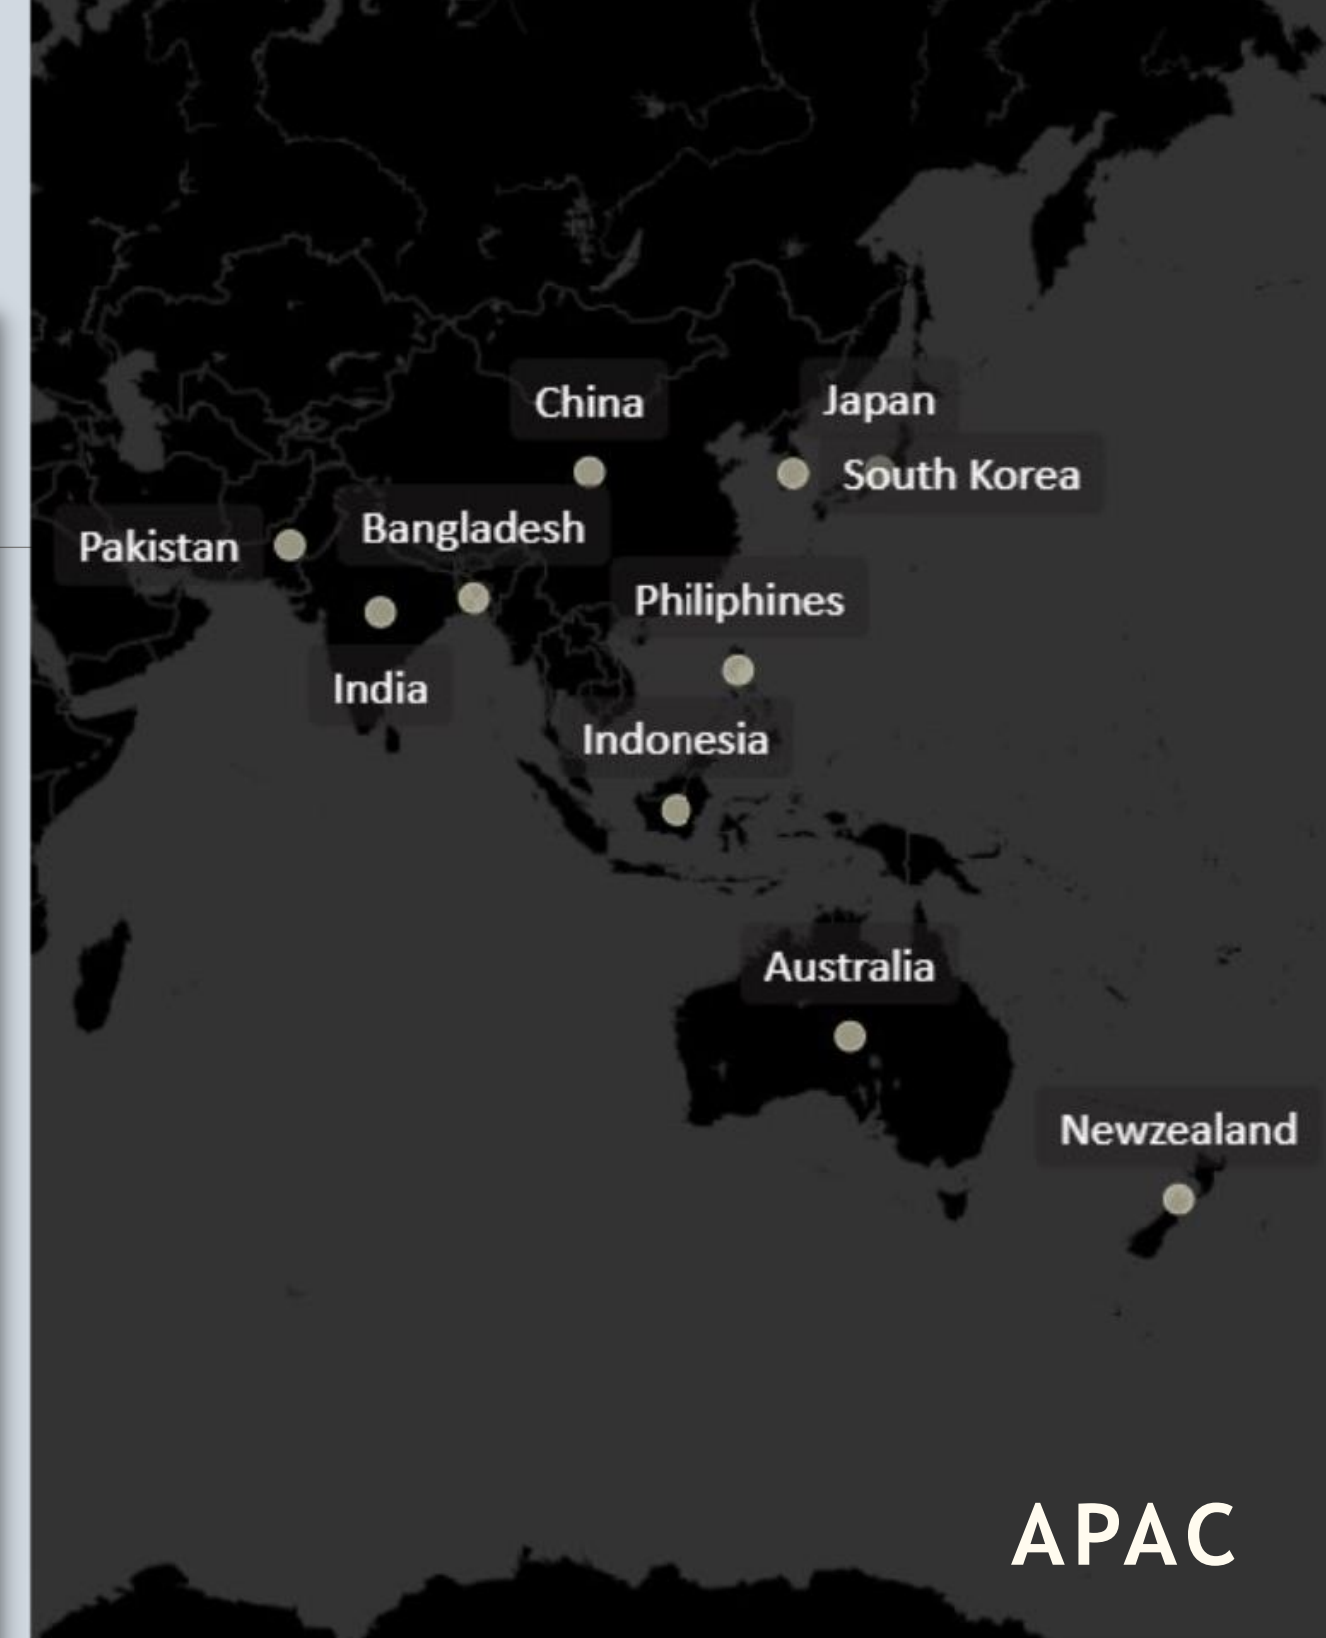 China
Japan
South Korea
Pakistan
Bangladesh
Philiphines
India
Indonesia
Australia
Newzealand
APAC